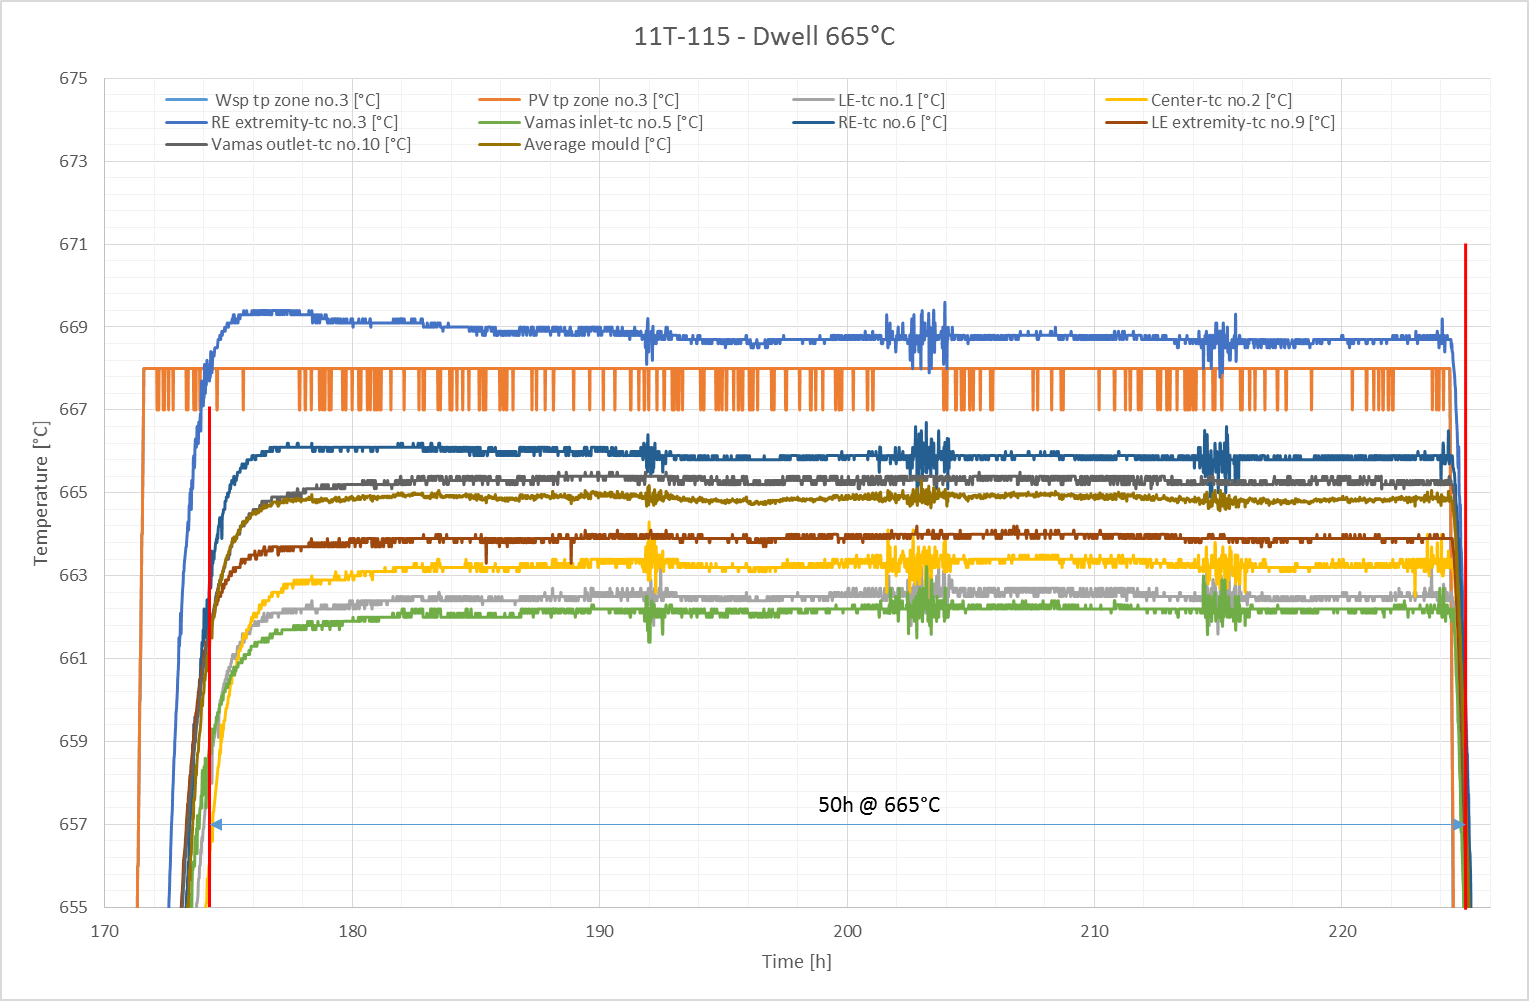 11T-115 - Dwell 665°C
675
673
671
669
667
665
663
661
659
657
655
Temperature [°C]
Wsp tp zone no.3 [°C] PV tp zone no.3 [°C] LE-tc no.1 [°C] Center-tc no.2 [°C]
RE extremity-tc no.3 [°C] Vamas inlet-tc no.5 [°C] RE-tc no.6 [°C] LE extremity-tc no.9 [°C]
Vamas outlet-tc no.10 [°C] Average mould [°C]
50h @ 665°C
170 180 190 200 210 220
Time [h]